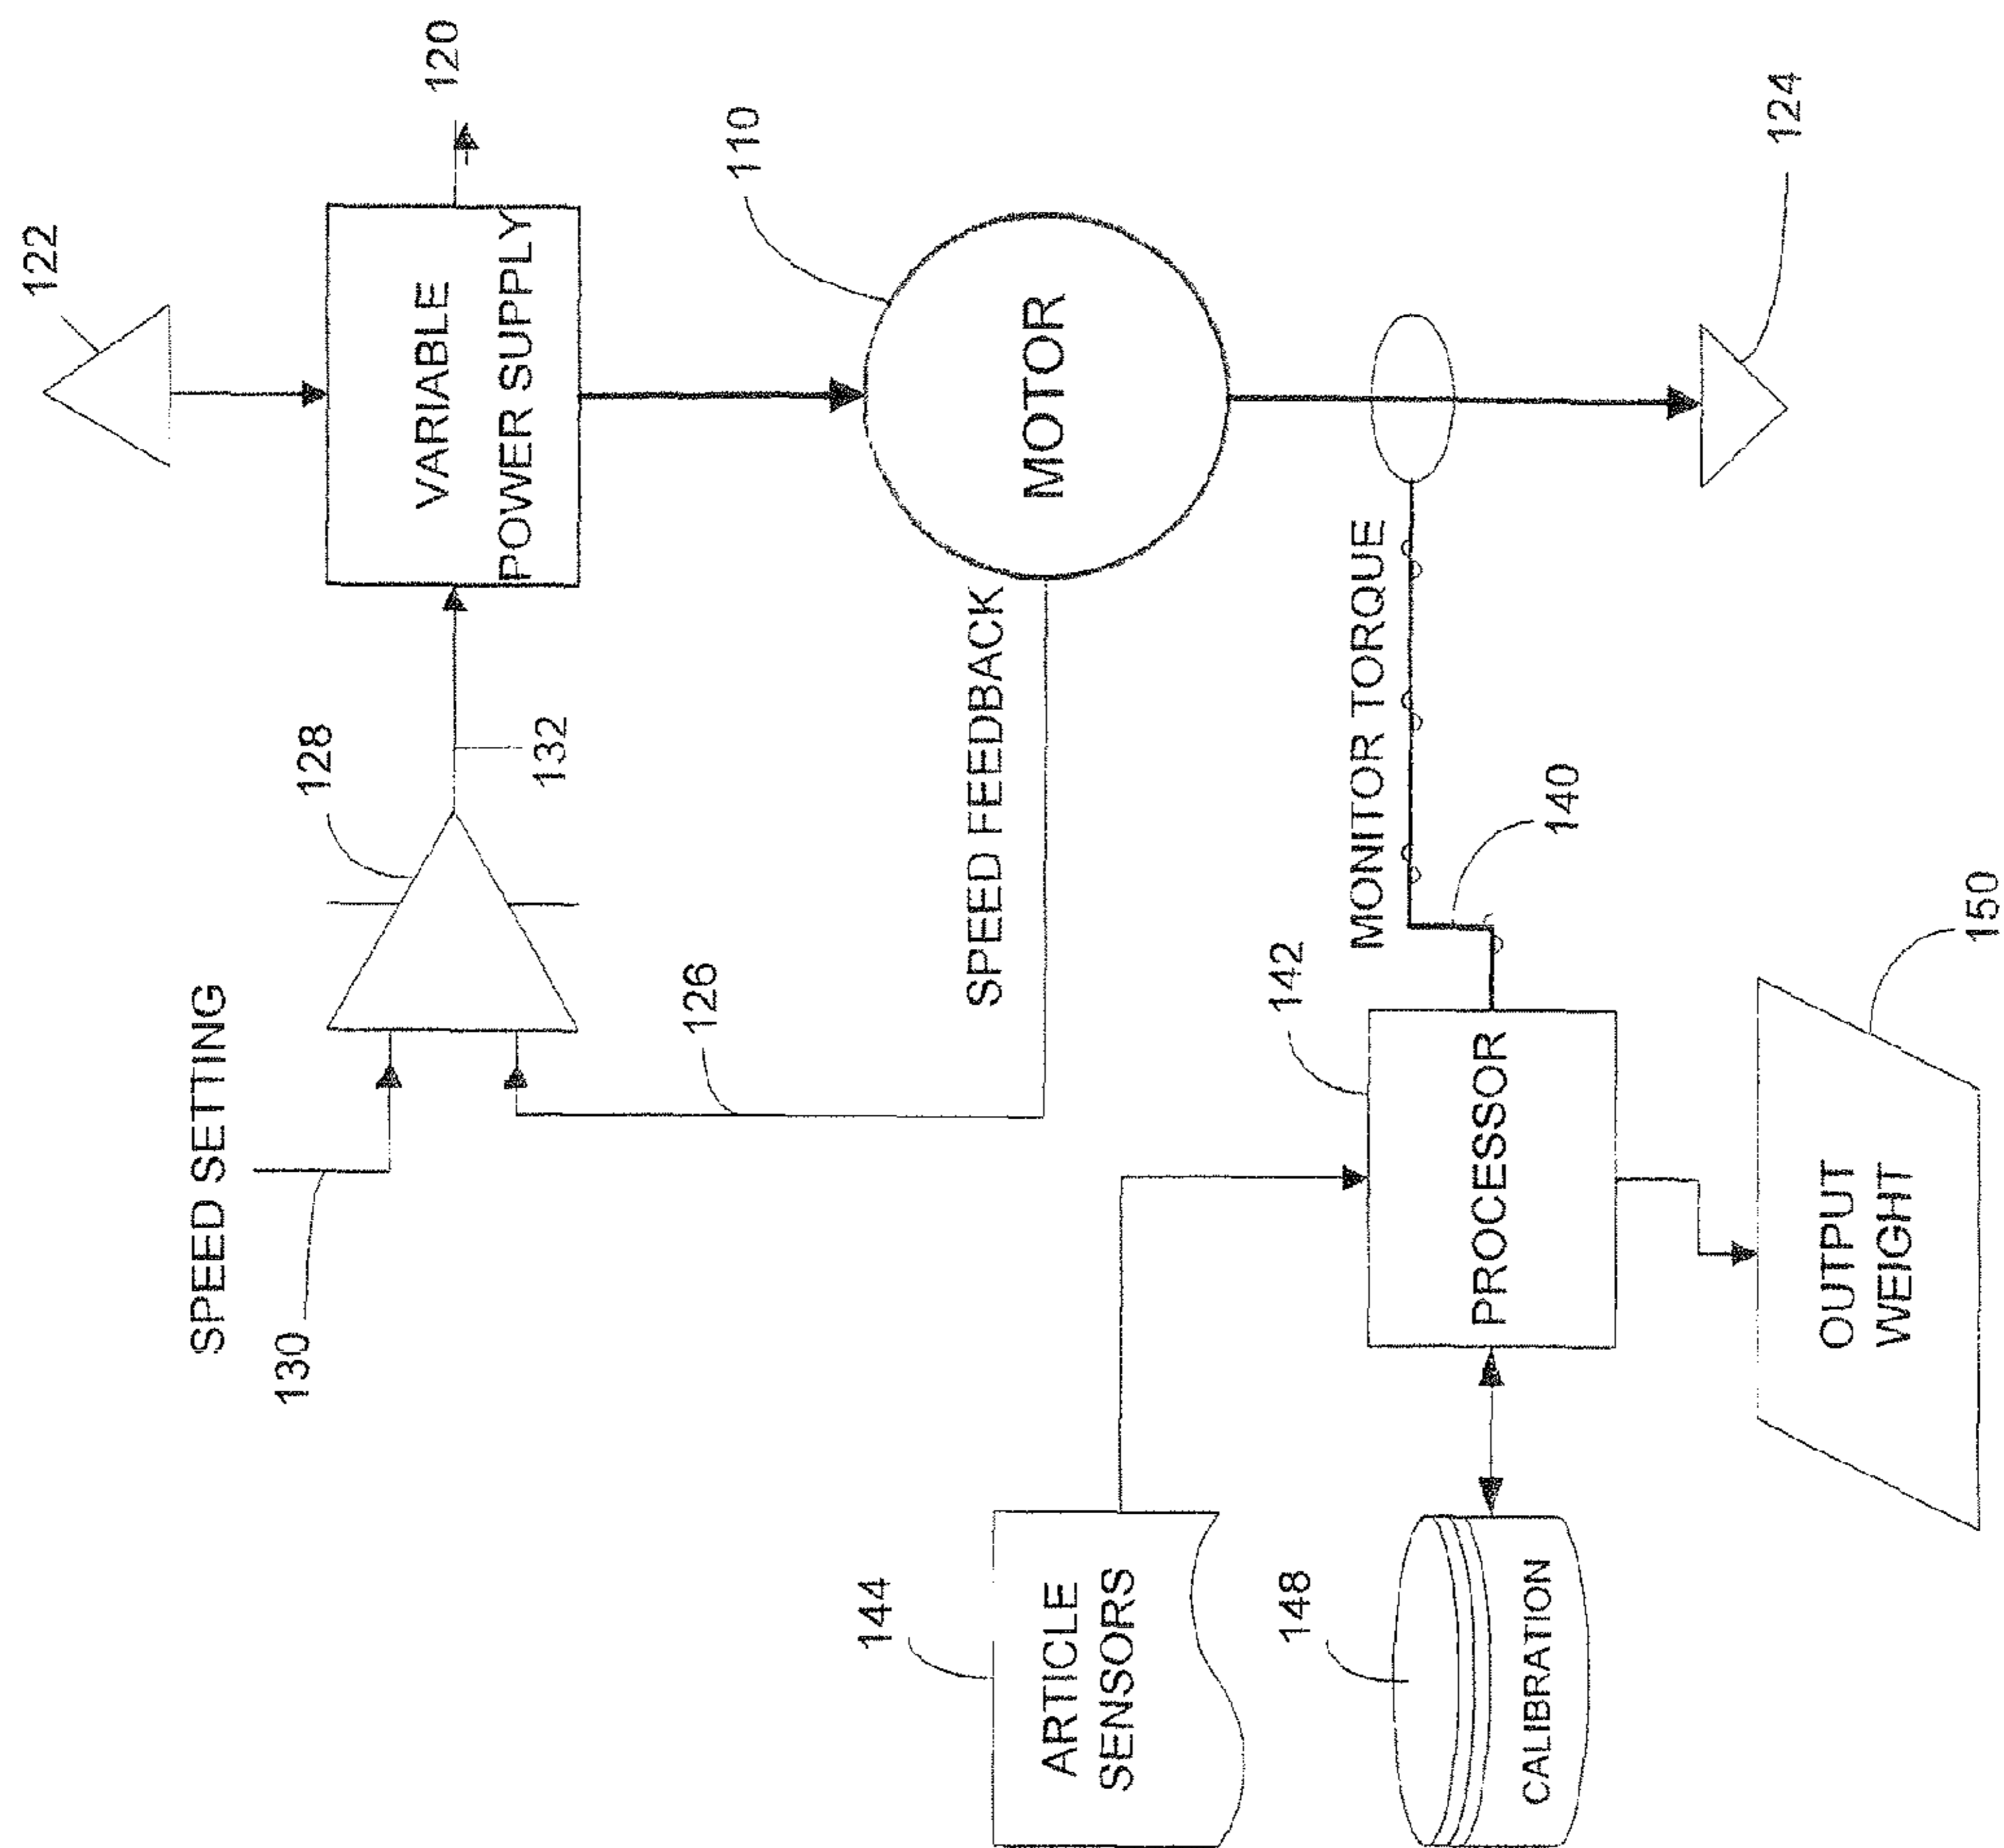 122
120
VARIABLE
POWER SUPPLY
128
132
SPEED SETTING
130
110
MOTOR
126
SPEED FEEDBACK
124
MONITOR TORQUE
140
142
PROCESSOR
144
ARTICLE
SENSORS
148
CALIBRATION
150
OUTPUT
WEIGHT